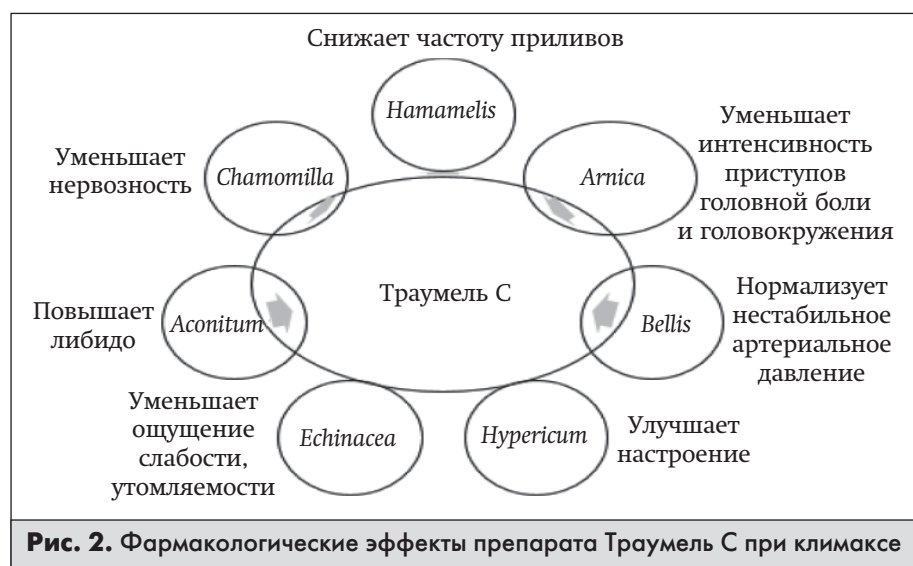 Снижает частоту приливов
Hamamelis
Уменьшает
нервозность
Chamomilla
Arnica
Уменьшает
интенсивность
приступов
головной боли
и головокружения
Траумель С
Повышает
либидо
Aconitum
Bellis
Нормализует
нестабильное
артериальное
давление
Уменьшает
ощущение
слабости,
утомляемости
Echinacea
Hypericum
Улучшает
настроение
Рис. 2. Фармакологические эффекты препарата Траумель С при климаксе